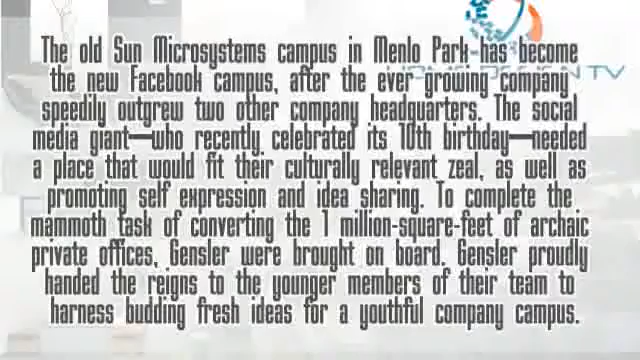 The old Sun Microsystems campus in Menlo Park has become
the new Facebook campus, after the ever growing company
speedily outgrew two other company headquarters. The social
media giant—who recently celebrated its 10th birthday—needed
a place that would fit their culturally relevant zeal, as well as
promoting self expression and idea sharing. To complete the
mammoth task of converting the 1 million-square-feet of archaic
private offices, Gensler were brought on board. Gensler proudly
handed the reigns to the younger members of their team to
harness budding fresh ideas for a youthful company campus.
HOME DESIGN TV